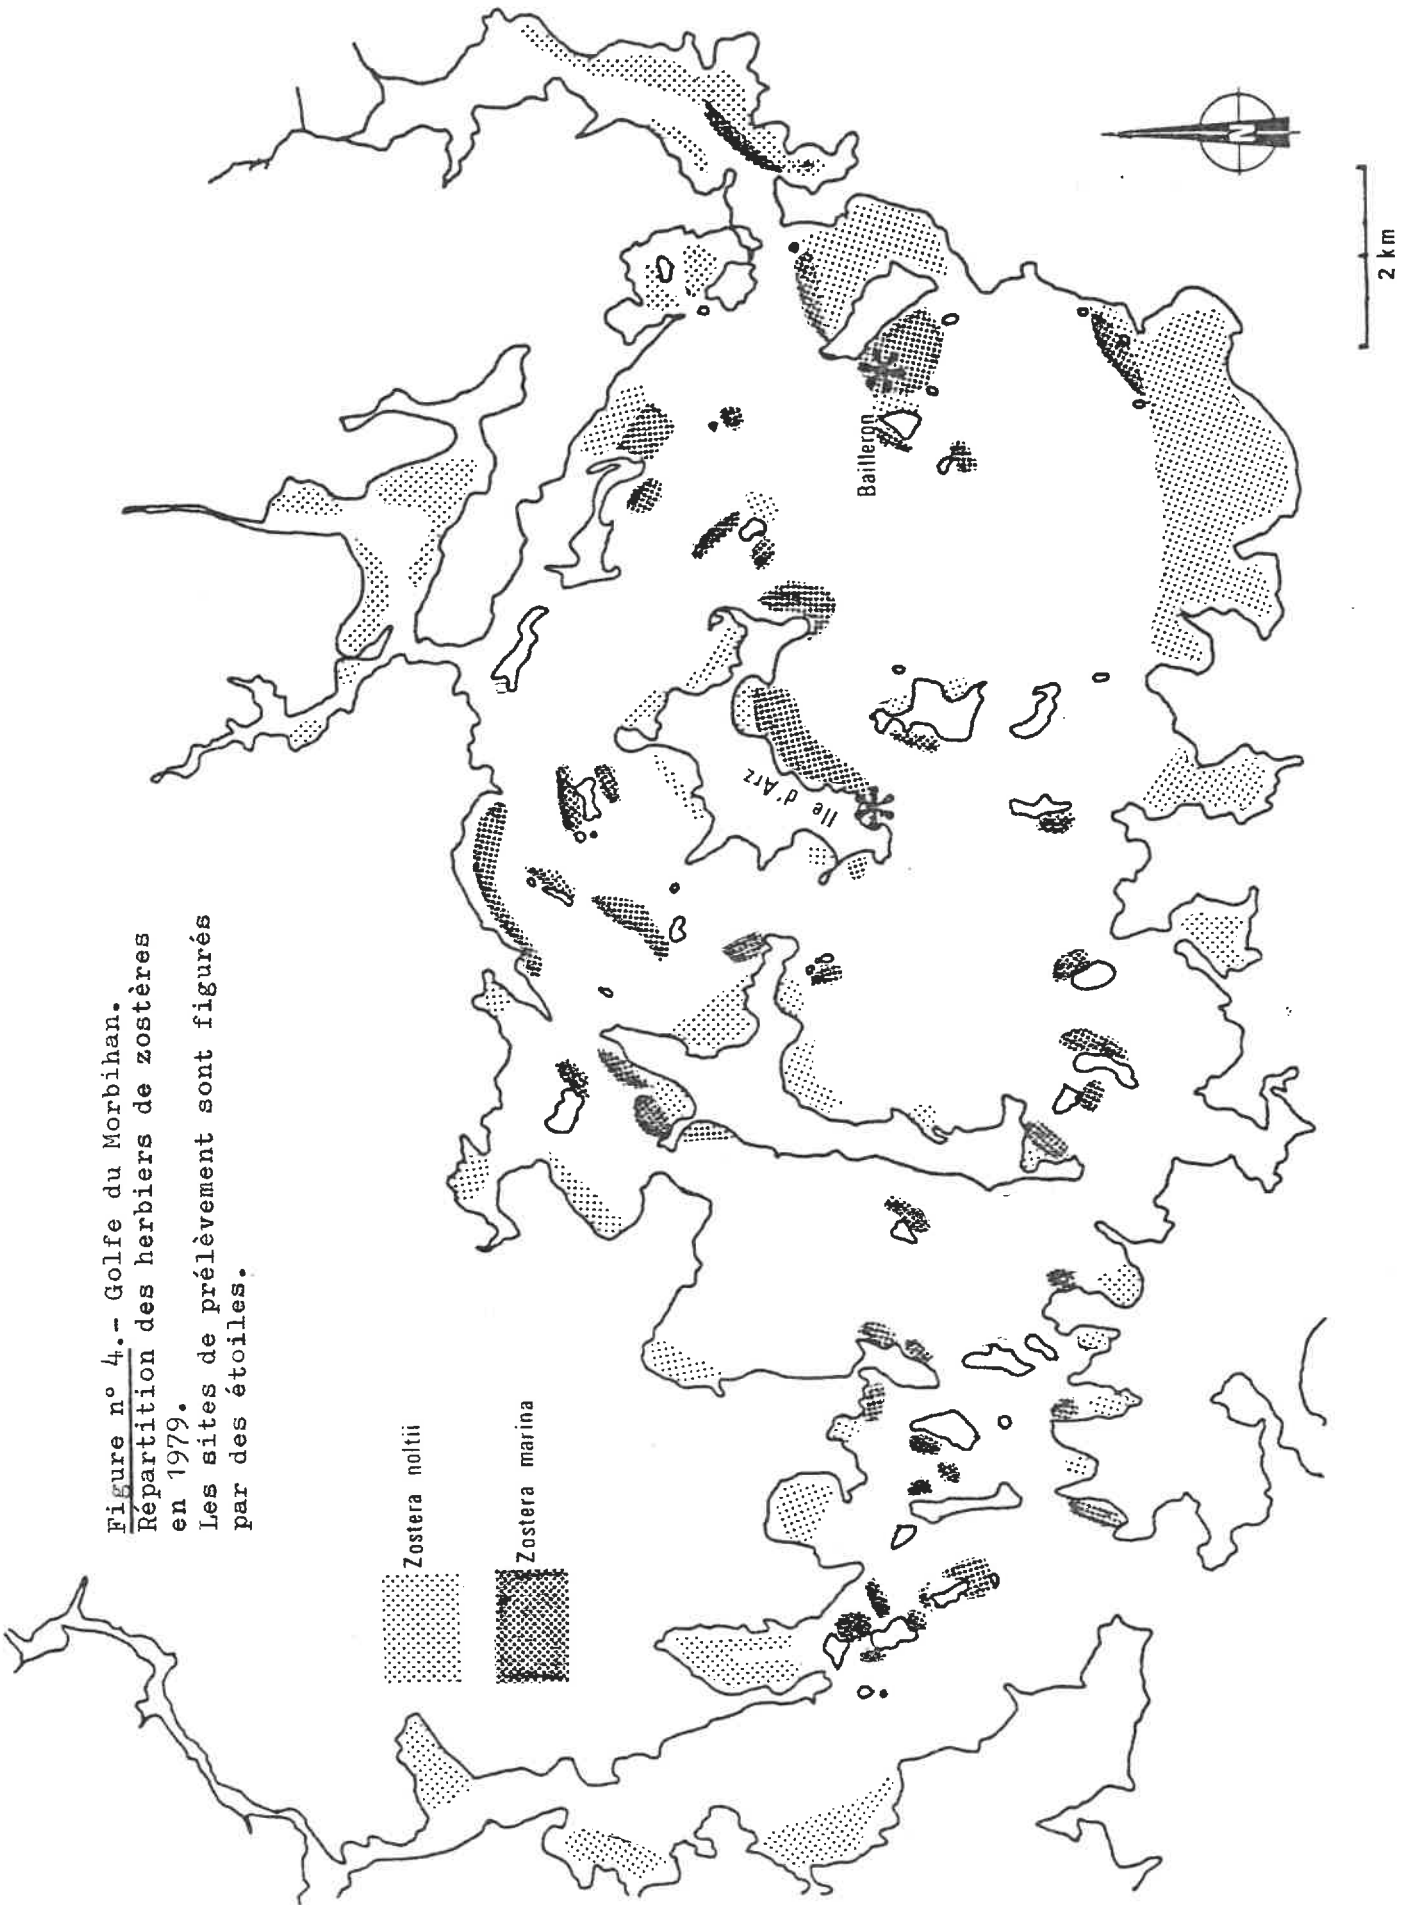 Figure n° 4.- Golfe du Morbihan.
Répartition des herbiers de zostères
en 1979.
Les sites de prélèvement sont figurés
par des étoiles.
Zostera noltii
Zostera marina
Ile d'Arz
Bailleron
N
2 km